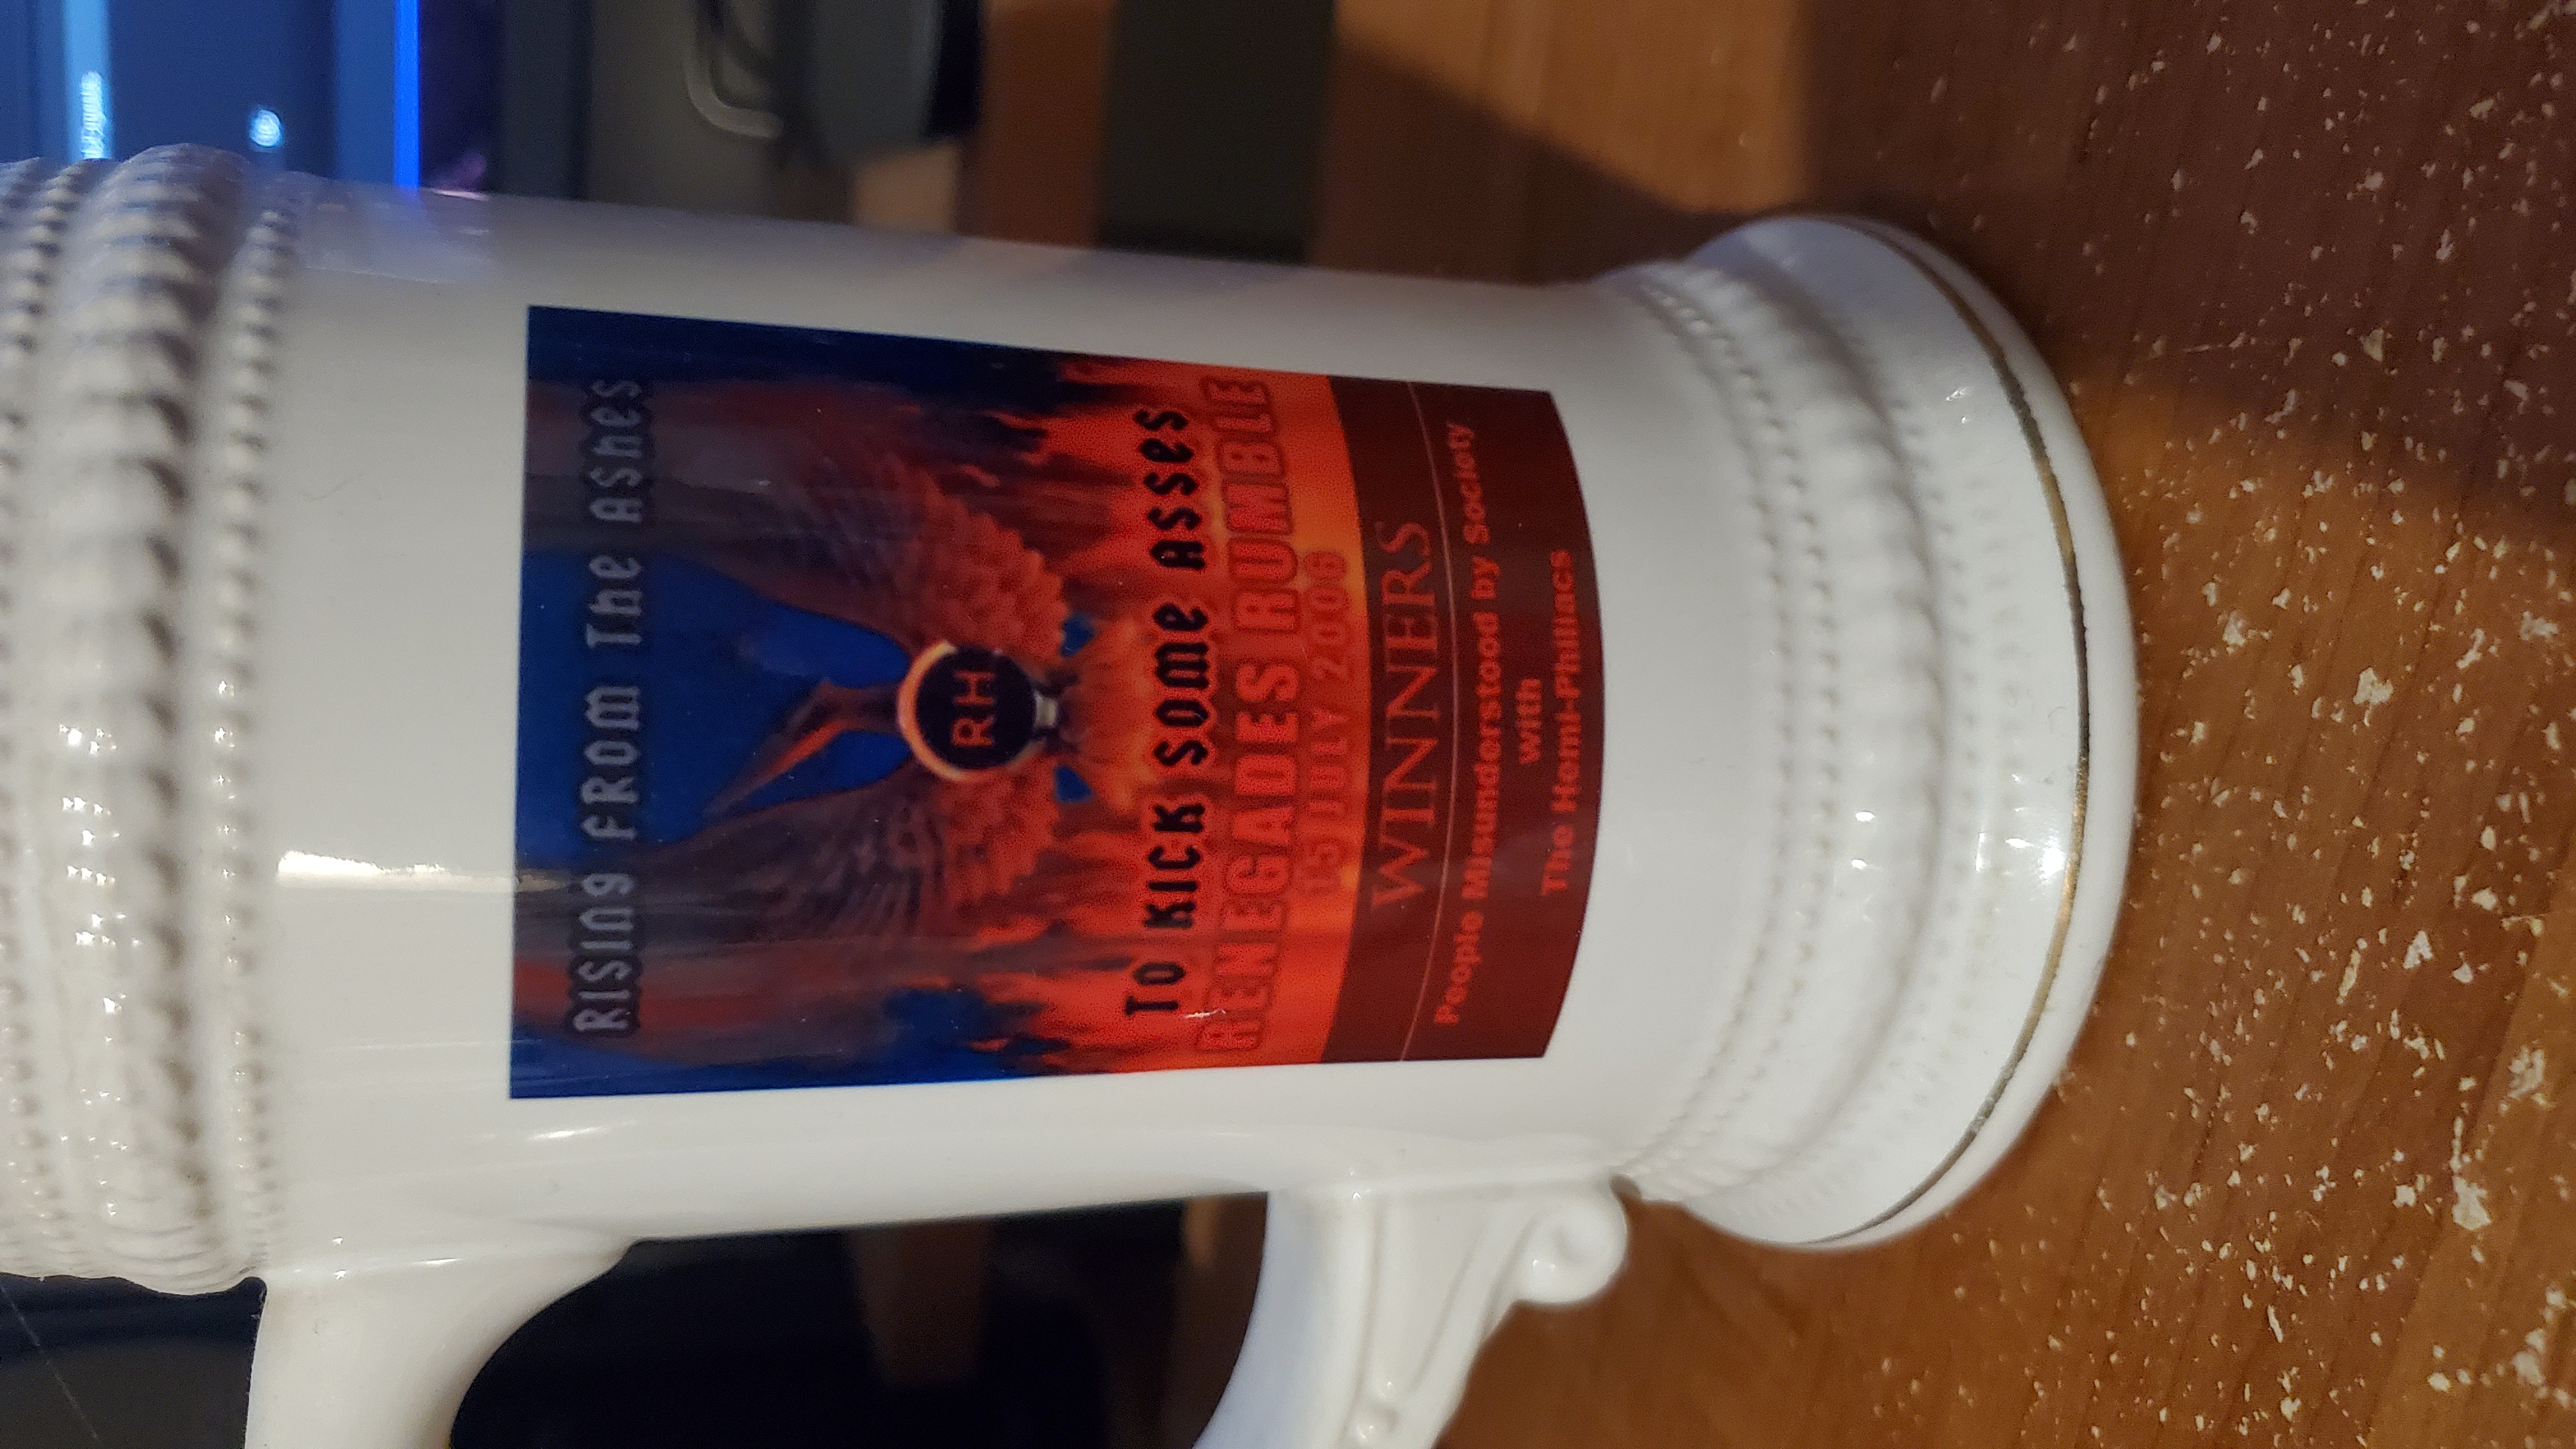 RISING FROM THE ASHES
RH
TO KICK SOME ASSES
RENEGADES RUMBLE
15 JULY 2006
WINNERS
People Misunderstood by Society
with
The Hami-Philiacs